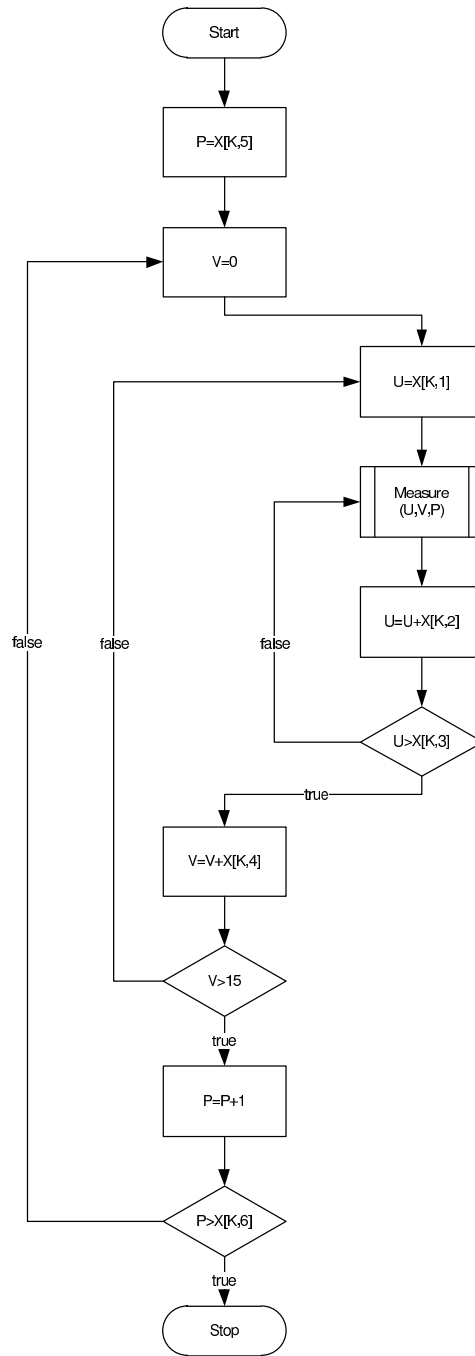 Start
P=X[K,5]
V=0
U=X[K,1]
Measure
(U,V,P)
U=U+X[K,2]
false
false
false
U>X[K,3]
true
V=V+X[K,4]
V>15
true
P=P+1
P>X[K,6]
true
Stop